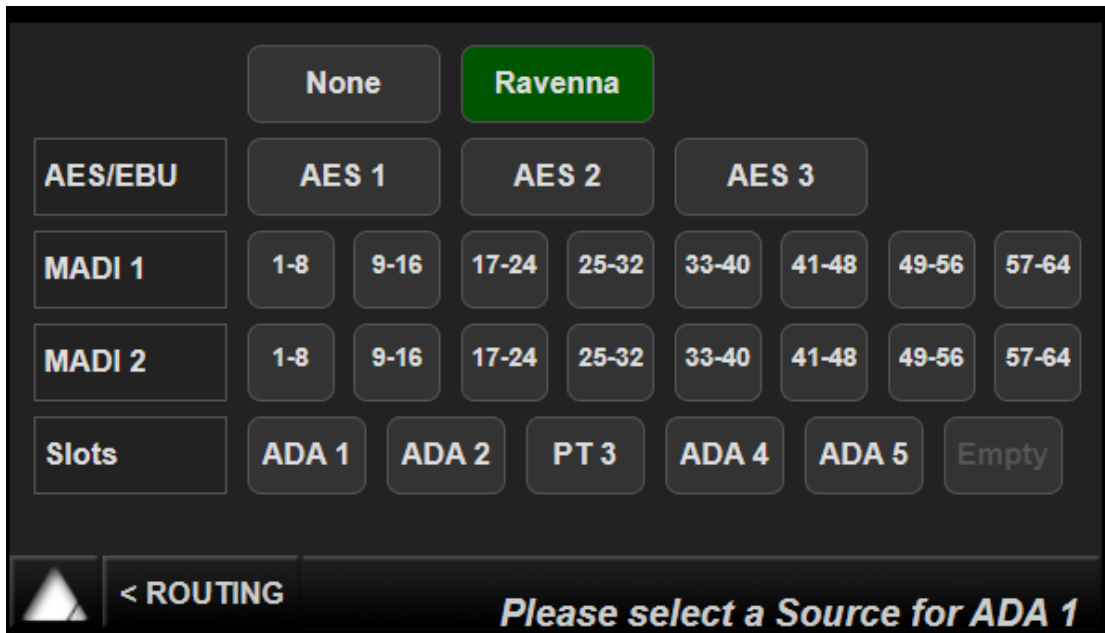 None Ravenna
AES/EBU AES 1 AES 2 AES 3
MADI 1 1-8 9-16 17-24 25-32 33-40 41-48 49-56 57-64
MADI 2 1-8 9-16 17-24 25-32 33-40 41-48 49-56 57-64
Slots ADA 1 ADA 2 PT 3 ADA 4 ADA 5 Empty
< ROUTING
Please select a Source for ADA 1